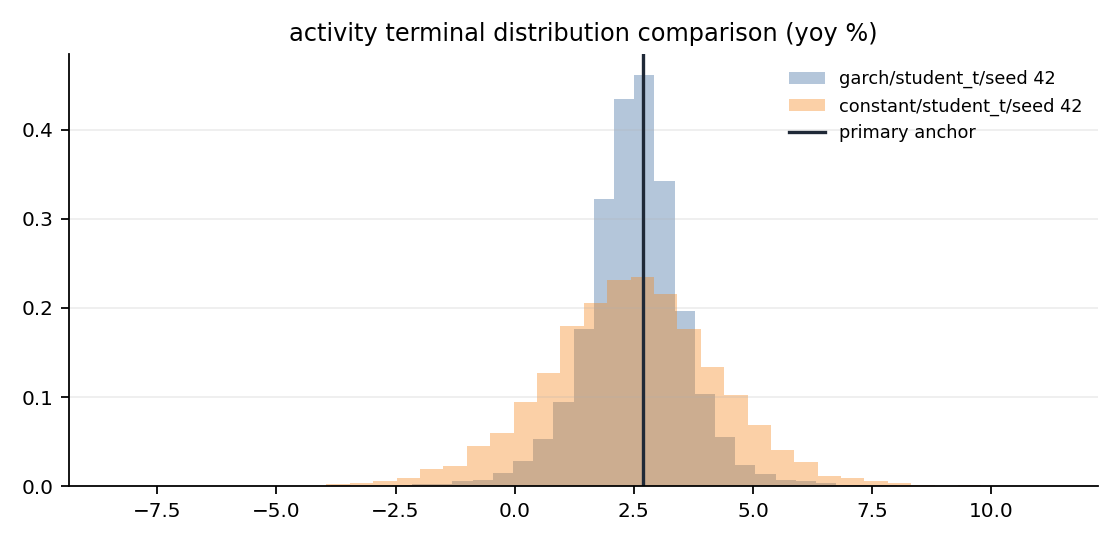 activity terminal distribution comparison (yoy %)
garch/student_t/seed 42
constant/student_t/seed 42
primary anchor
0.4
0.3
0.2
0.1
0.0
−7.5 −5.0 −2.5 0.0 2.5 5.0 7.5 10.0